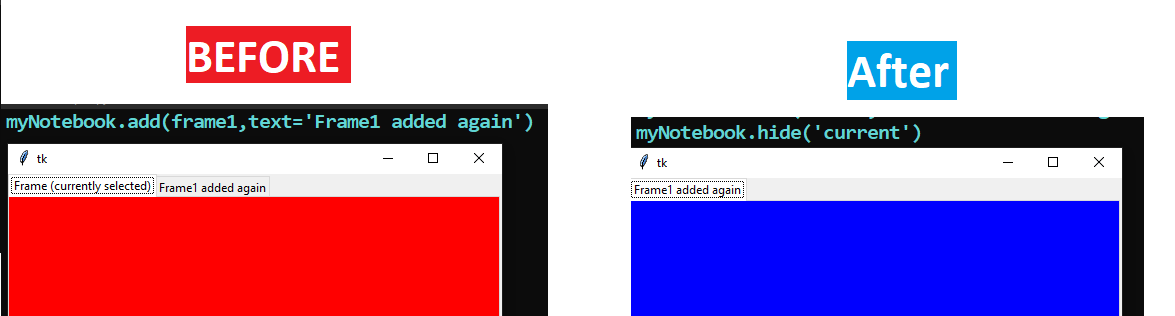 BEFORE
myNotebook.add(frame1,text='Frame1 added again')
tk
Frame (currently selected) Frame1 added again
After
myNotebook.hide('current')
tk
Frame1 added again